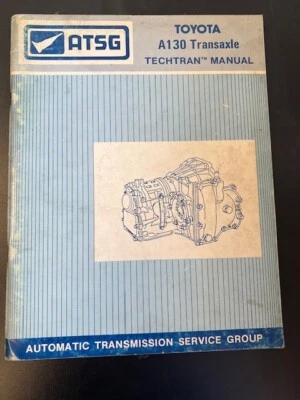 ATSG
TOYOTA
A130 Transaxle
TECHTRAN™ MANUAL
AUTOMATIC TRANSMISSION SERVICE GROUP